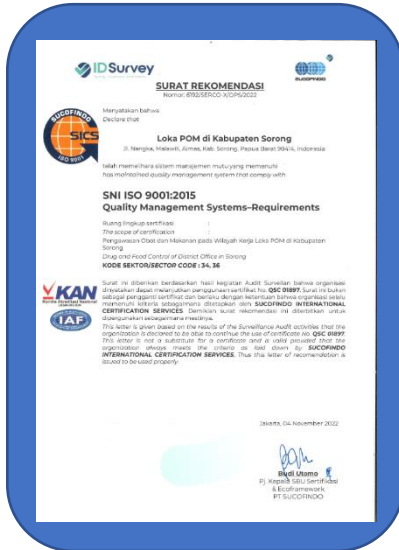 IDSurvey
SUCOFINDO
SURAT REKOMENDASI
Nomor: 6192/SERCO-X/OPS/2022
SUCOFINDO
SICS
ISO 9001
Menyatakan bahwa:
Declare that
Loka POM di Kabupaten Sorong
Jl. Nangka, Malawili, Aimas, Kab. Sorong, Papua Barat 98414, Indonesia
telah memelihara sistem manajemen mutu yang memenuhi
has maintained quality management system that comply with
SNI ISO 9001:2015
Quality Management Systems–Requirements
Ruang lingkup sertifikasi :
The scope of certification :
Pengawasan Obat dan Makanan pada Wilayah Kerja Loka POM di Kabupaten
Sorong
Drug and Food Control of District Office in Sorong
KODE SEKTOR/SECTOR CODE : 34, 36
KAN
Komite Akreditasi Nasional
IAF
Surat ini diberikan berdasarkan hasil kegiatan Audit Survailan bahwa organisasi
dinyatakan dapat melanjutkan penggunaan sertifikat No. QSC 01897. Surat ini bukan
sebagai pengganti sertifikat dan berlaku dengan ketentuan bahwa organisasi selalu
memenuhi kriteria sebagaimana ditetapkan oleh SUCOFINDO INTERNATIONAL
CERTIFICATION SERVICES. Demikian surat rekomendasi ini diterbitkan untuk
dipergunakan sebagaimana mestinya.
This letter is given based on the results of the Surveillance Audit activities that the
organization is declared to be able to continue the use of certificate No. QSC 01897.
This letter is not a substitute for a certificate and is valid provided that the
organization always meets the criteria as laid down by SUCOFINDO
INTERNATIONAL CERTIFICATION SERVICES. Thus this letter of recomendation is
issued to be used properly
Jakarta, 04 November 2022
Budi Utomo
Pj. Kepala SBU Sertifikasi
& Ecoframework
PT SUCOFINDO